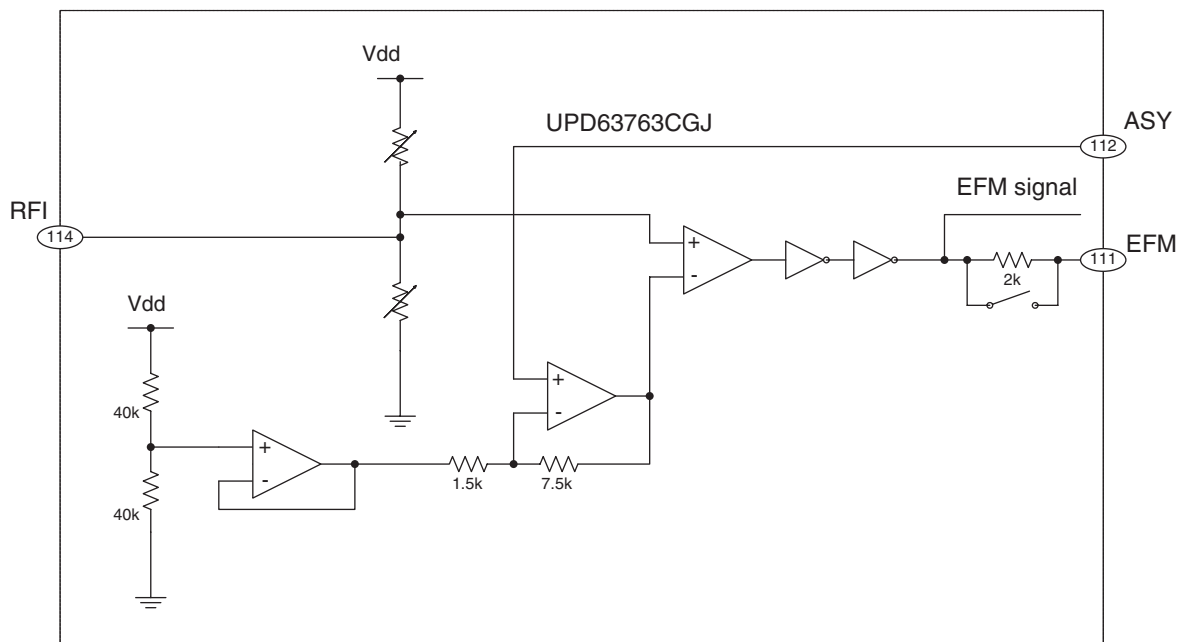 Vdd
UPD63763CGJ
ASY
112
EFM signal
RFI
114
+
-
EFM
111
2k
Vdd
+
-
40k
+
-
1.5k
7.5k
40k